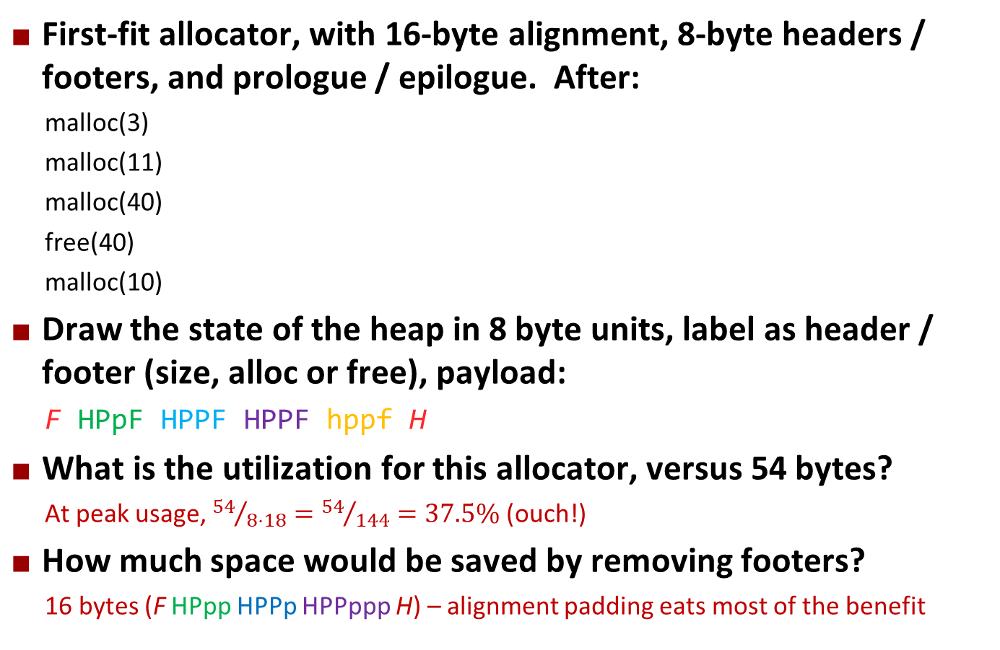 First-fit allocator, with 16-byte alignment, 8-byte headers /
footers, and prologue / epilogue.  After:
malloc(3)
malloc(11)
malloc(40)
free(40)
malloc(10)
Draw the state of the heap in 8 byte units, label as header /
footer (size, alloc or free), payload:
F HPpF HPPF HPPF hppf H
What is the utilization for this allocator, versus 54 bytes?
At peak usage, 54/8·18 = 54/144 = 37.5% (ouch!)
How much space would be saved by removing footers?
16 bytes (F HPpp HPPp HPPppp H) – alignment padding eats most of the benefit